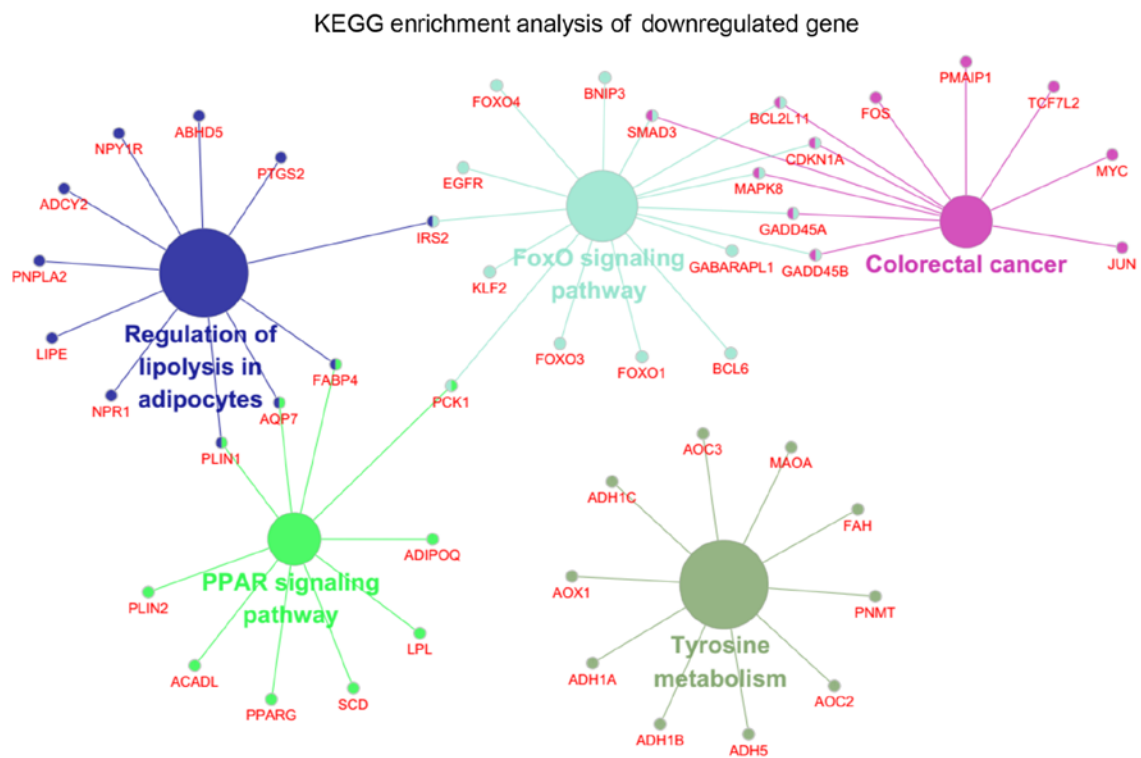 KEGG enrichment analysis of downregulated gene
PMAIP1
BNIP3
FOXO4
TCF7L2
FOS
BCL2L11
SMAD3
ABHD5
NPY1R
CDKN1A
PTGS2
MYC
EGFR
MAPK8
ADCY2
GADD45A
IRS2
PNPLA2
FoxO signaling
pathway
GABARAPL1
GADD45B
Colorectal cancer
JUN
KLF2
Regulation of
lipolysis in
adipocytes
LIPE
FOXO3
FOXO1
BCL6
FABP4
NPR1
AQP7
PCK1
PLIN1
AOC3
MAOA
ADH1C
FAH
ADIPOQ
PPAR signaling
pathway
AOX1
PLIN2
PNMT
LPL
Tyrosine
metabolism
ACADL
ADH1A
SCD
AOC2
PPARG
ADH1B
ADH5